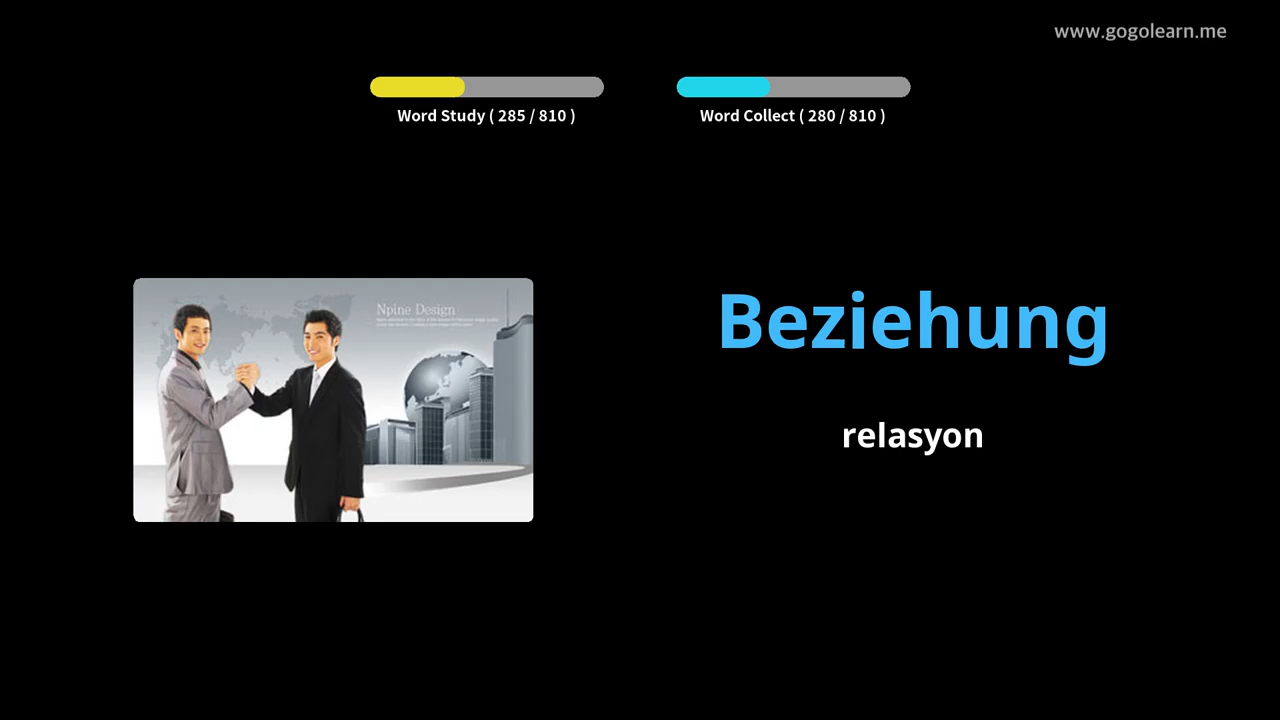 www.gogolearn.me
Word Study ( 285 / 810 )
Word Collect ( 280 / 810 )
Npine Design
Beziehung
relasyon